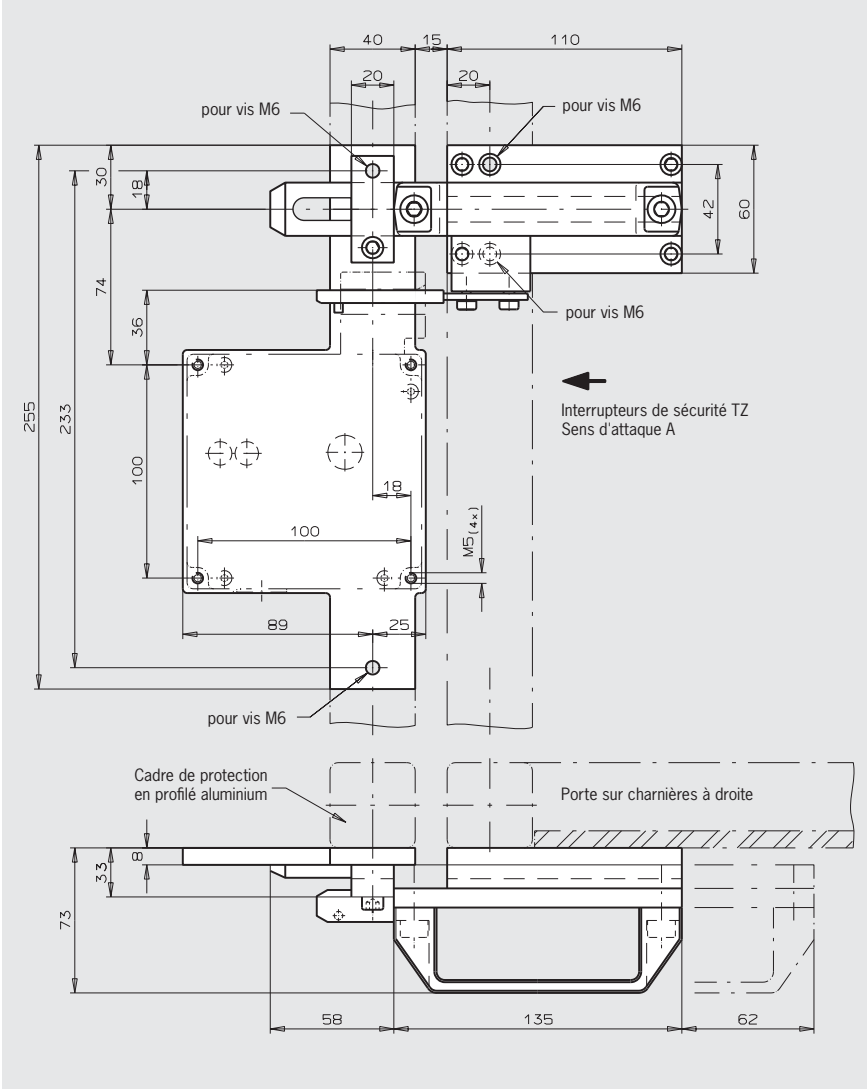 40
15
110
20
20
pour vis M6
pour vis M6
30
18
42
60
74
36
pour vis M6
255
233
Interrupteurs de sécurité TZ
Sens d'attaque A
100
18
100
M5 (4x)
89
25
pour vis M6
Cadre de protection
en profilé aluminium
Porte sur charnières à droite
8
33
73
58
135
62